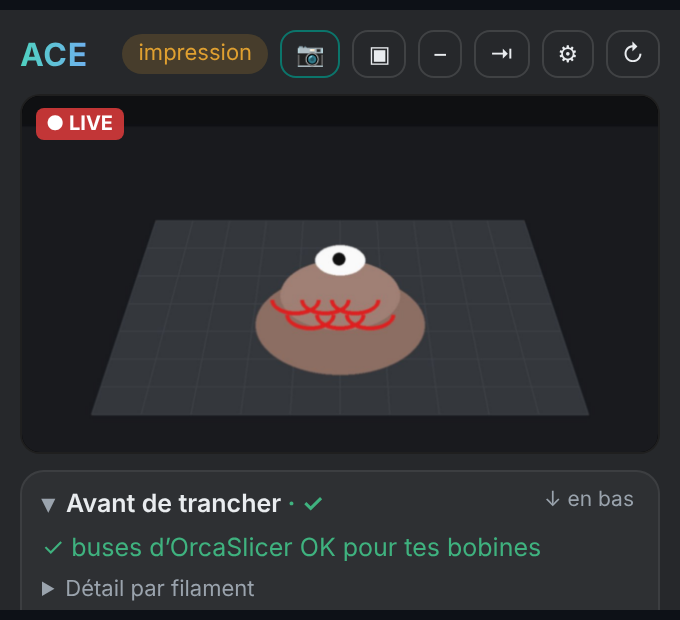 ACE impression
LIVE
Avant de trancher · ✓
↓ en bas
✓ buses d’OrcaSlicer OK pour tes bobines
Détail par filament